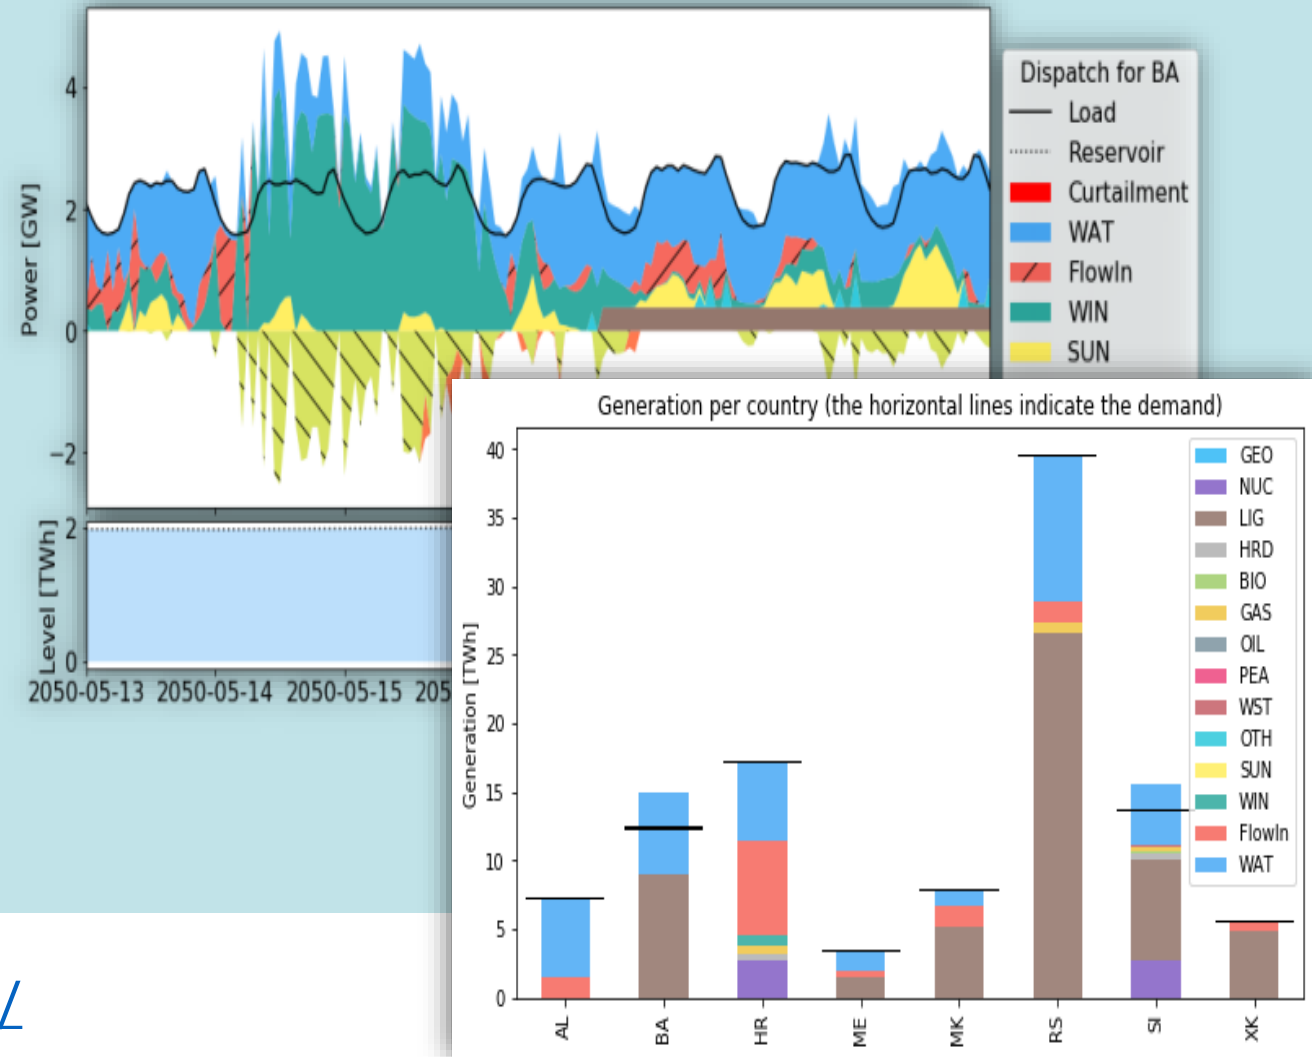 Dispatch for BA
Load
Reservoir
Curtailment
WAT
FlowIn
WIN
SUN
Power [GW]
4
2
0
−2
Level [TWh]
2
0
2050-05-13 2050-05-14 2050-05-15 205
Generation per country (the horizontal lines indicate the demand)
Generation [TWh]
40
35
30
25
20
15
10
5
0
AL BA HR ME MK RS SI XK
GEO
NUC
LIG
HRD
BIO
GAS
OIL
PEA
WST
OTH
SUN
WIN
FlowIn
WAT
/